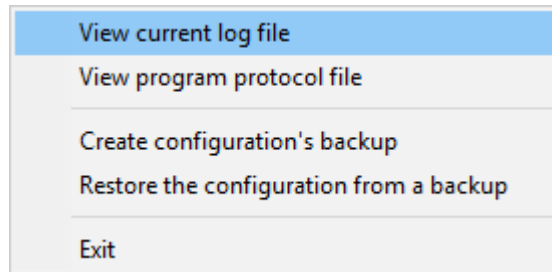 View current log file
View program protocol file
Create configuration's backup
Restore the configuration from a backup
Exit